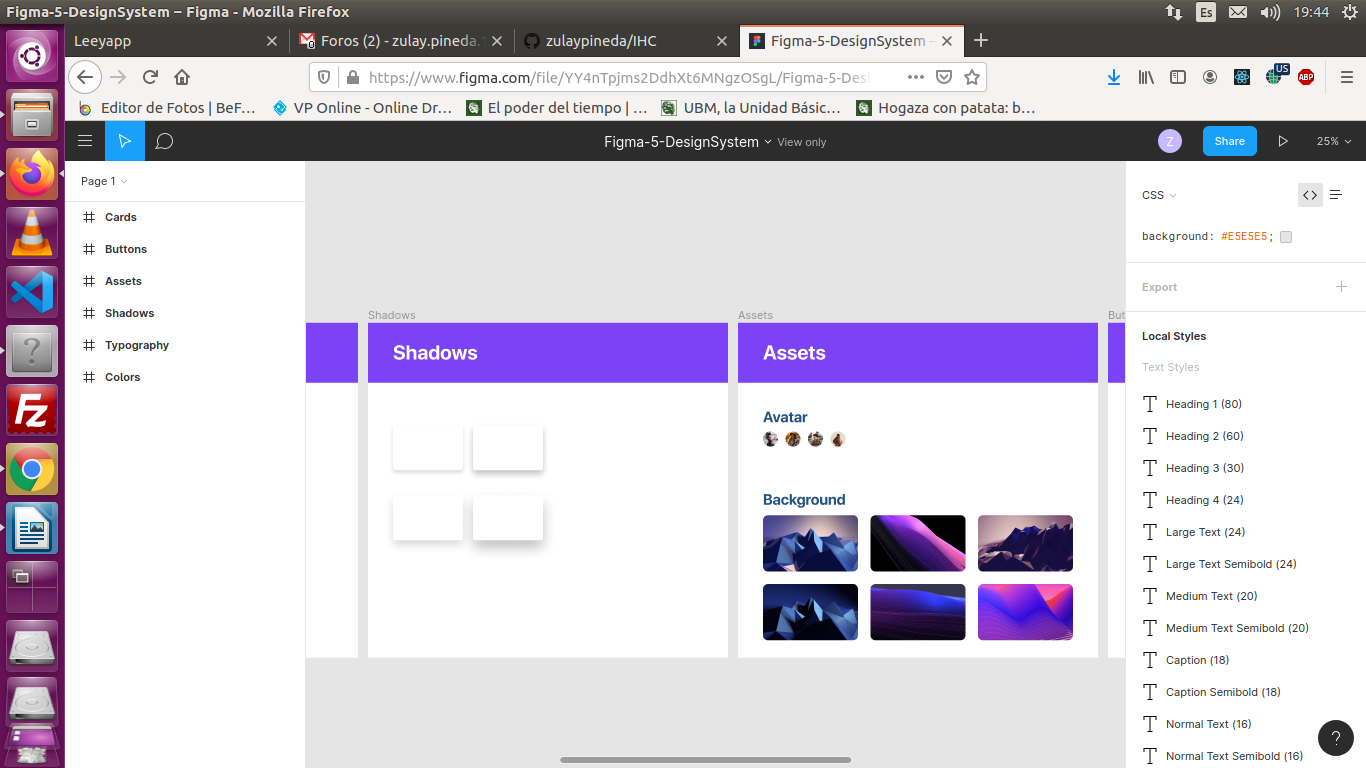 Figma-5-DesignSystem – Figma - Mozilla Firefox
Es
19:44
Leeyapp
Foros (2) - zulay.pineda.
zulaypineda/IHC
Figma-5-DesignSystem –
https://www.figma.com/file/YY4nTpjms2DdhXt6MNgzOSgL/Figma-5-Desi
US
ABP
Editor de Fotos | BeF…
VP Online - Online Dr…
El poder del tiempo | …
UBM, la Unidad Básic…
Hogaza con patata: b…
Figma-5-DesignSystem
View only
Z
Share
25%
Page 1
Cards
Buttons
Assets
Shadows
Typography
Colors
Shadows
Shadows
Assets
Assets
Avatar
Background
But
CSS
background: #E5E5E5;
Export
Local Styles
Text Styles
Heading 1 (80)
Heading 2 (60)
Heading 3 (30)
Heading 4 (24)
Large Text (24)
Large Text Semibold (24)
Medium Text (20)
Medium Text Semibold (20)
Caption (18)
Caption Semibold (18)
Normal Text (16)
Normal Text Semibold (16)
?